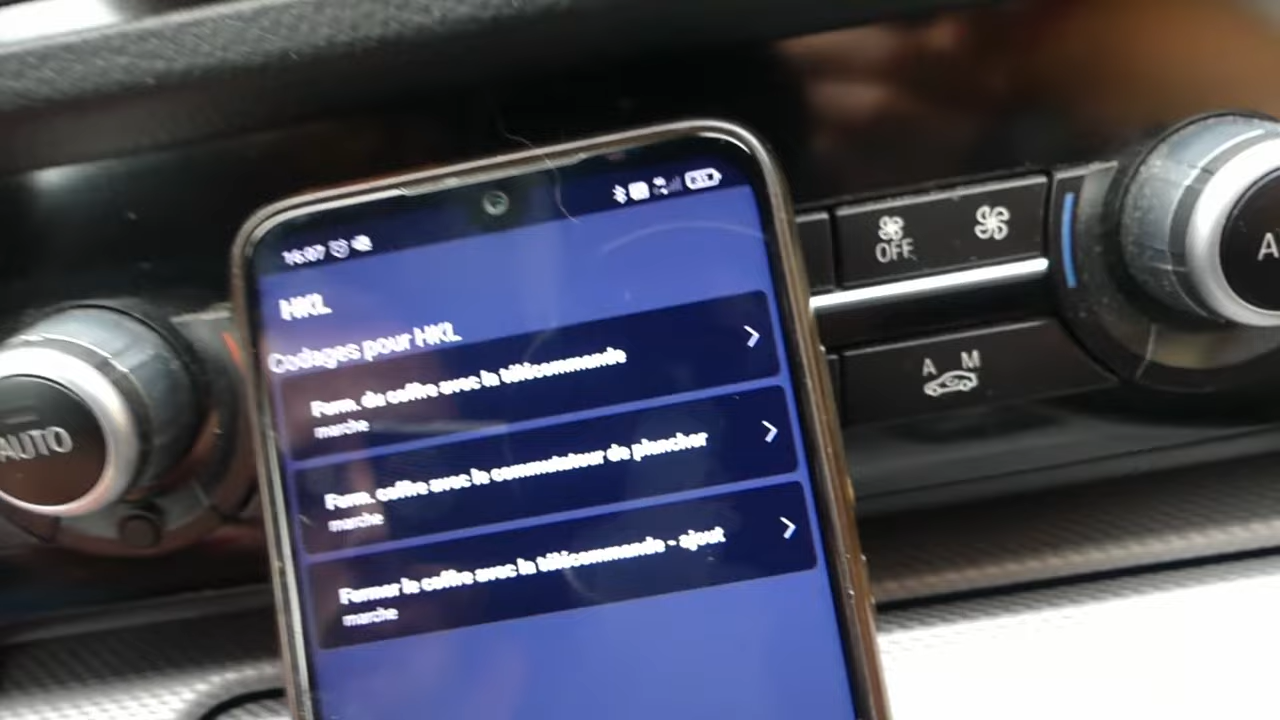 16:07
HKL
Codages pour HKL
Ferm. du coffre avec la télécommande
marche
Ferm. coffre avec le commutateur de plancher
marche
Fermer le coffre avec la télécommande - ajout
marche
AUTO
OFF
A M
A